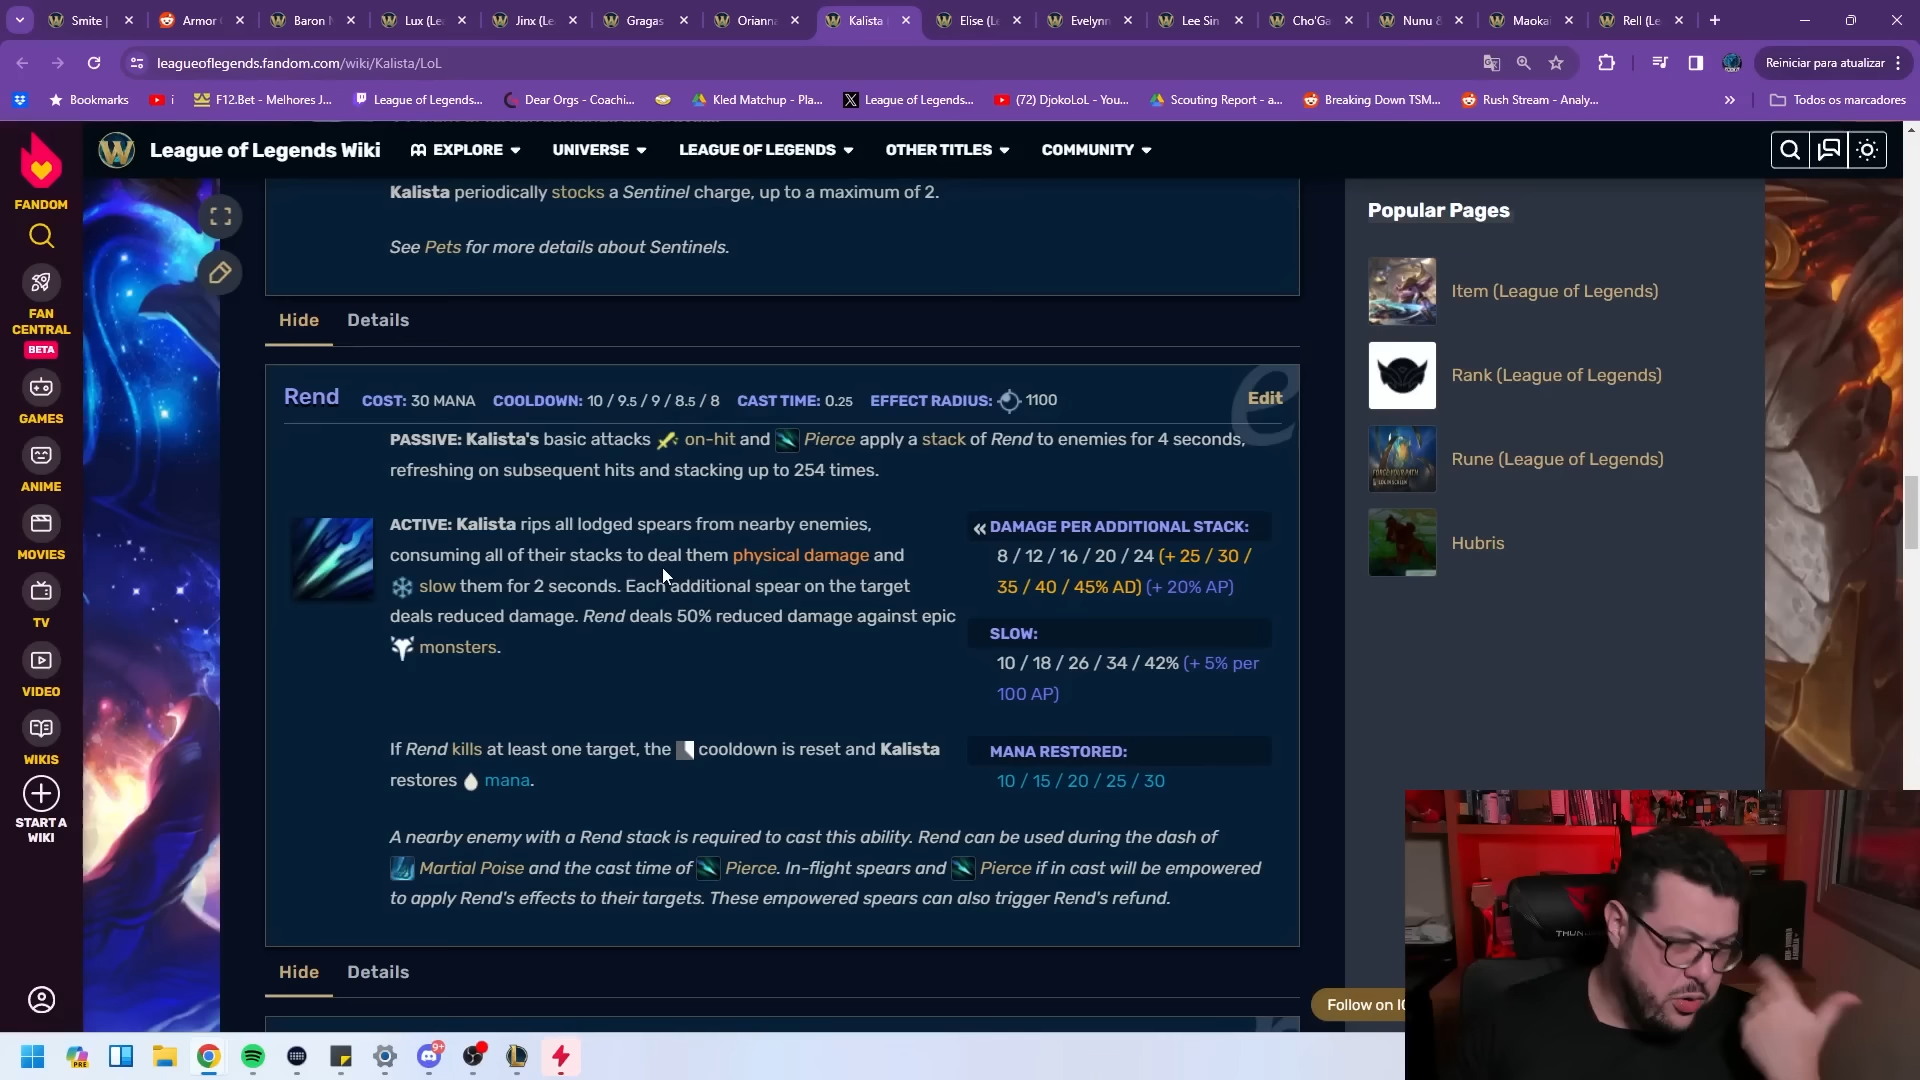 Smite |
Armor
Baron N
Lux (Le
Jinx (Le
Gragas
Orianna
Kalista
Elise (L
Evelynn
Lee Sin
Cho'Ga
Nunu &
Maokai
Rell (Le
leagueoflegends.fandom.com/wiki/Kalista/LoL
Reiniciar para atualizar
Bookmarks
i
F12.Bet - Melhores J...
League of Legends...
Dear Orgs - Coachi...
Kled Matchup - Pla...
League of Legends...
(72) DjokoLoL - You...
Scouting Report - a...
Breaking Down TSM...
Rush Stream - Analy...
Todos os marcadores
League of Legends Wiki
EXPLORE
UNIVERSE
LEAGUE OF LEGENDS
OTHER TITLES
COMMUNITY
FANDOM
FAN
CENTRAL
BETA
GAMES
ANIME
MOVIES
TV
VIDEO
WIKIS
START A
WIKI
Kalista periodically stocks a Sentinel charge, up to a maximum of 2.
See Pets for more details about Sentinels.
Hide Details
Rend COST: 30 MANA COOLDOWN: 10 / 9.5 / 9 / 8.5 / 8 CAST TIME: 0.25 EFFECT RADIUS: 1100
Edit
PASSIVE: Kalista's basic attacks on-hit and Pierce apply a stack of Rend to enemies for 4 seconds,
refreshing on subsequent hits and stacking up to 254 times.
ACTIVE: Kalista rips all lodged spears from nearby enemies,
consuming all of their stacks to deal them physical damage and
slow them for 2 seconds. Each additional spear on the target
deals reduced damage. Rend deals 50% reduced damage against epic
monsters.
« DAMAGE PER ADDITIONAL STACK:
8 / 12 / 16 / 20 / 24 (+ 25 / 30 /
35 / 40 / 45% AD) (+ 20% AP)
SLOW:
10 / 18 / 26 / 34 / 42% (+ 5% per
100 AP)
If Rend kills at least one target, the cooldown is reset and Kalista
restores mana.
MANA RESTORED:
10 / 15 / 20 / 25 / 30
A nearby enemy with a Rend stack is required to cast this ability. Rend can be used during the dash of
Martial Poise and the cast time of Pierce. In-flight spears and Pierce if in cast will be empowered
to apply Rend's effects to their targets. These empowered spears can also trigger Rend's refund.
Hide Details
Popular Pages
Item (League of Legends)
Rank (League of Legends)
Rune (League of Legends)
Hubris
Follow on IG
PRE
9+